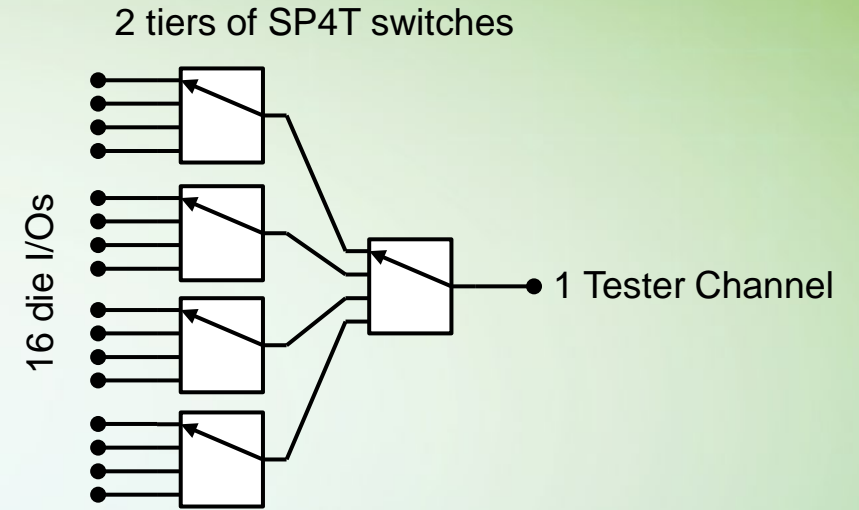 2 tiers of SP4T switches
16 die I/Os
1 Tester Channel